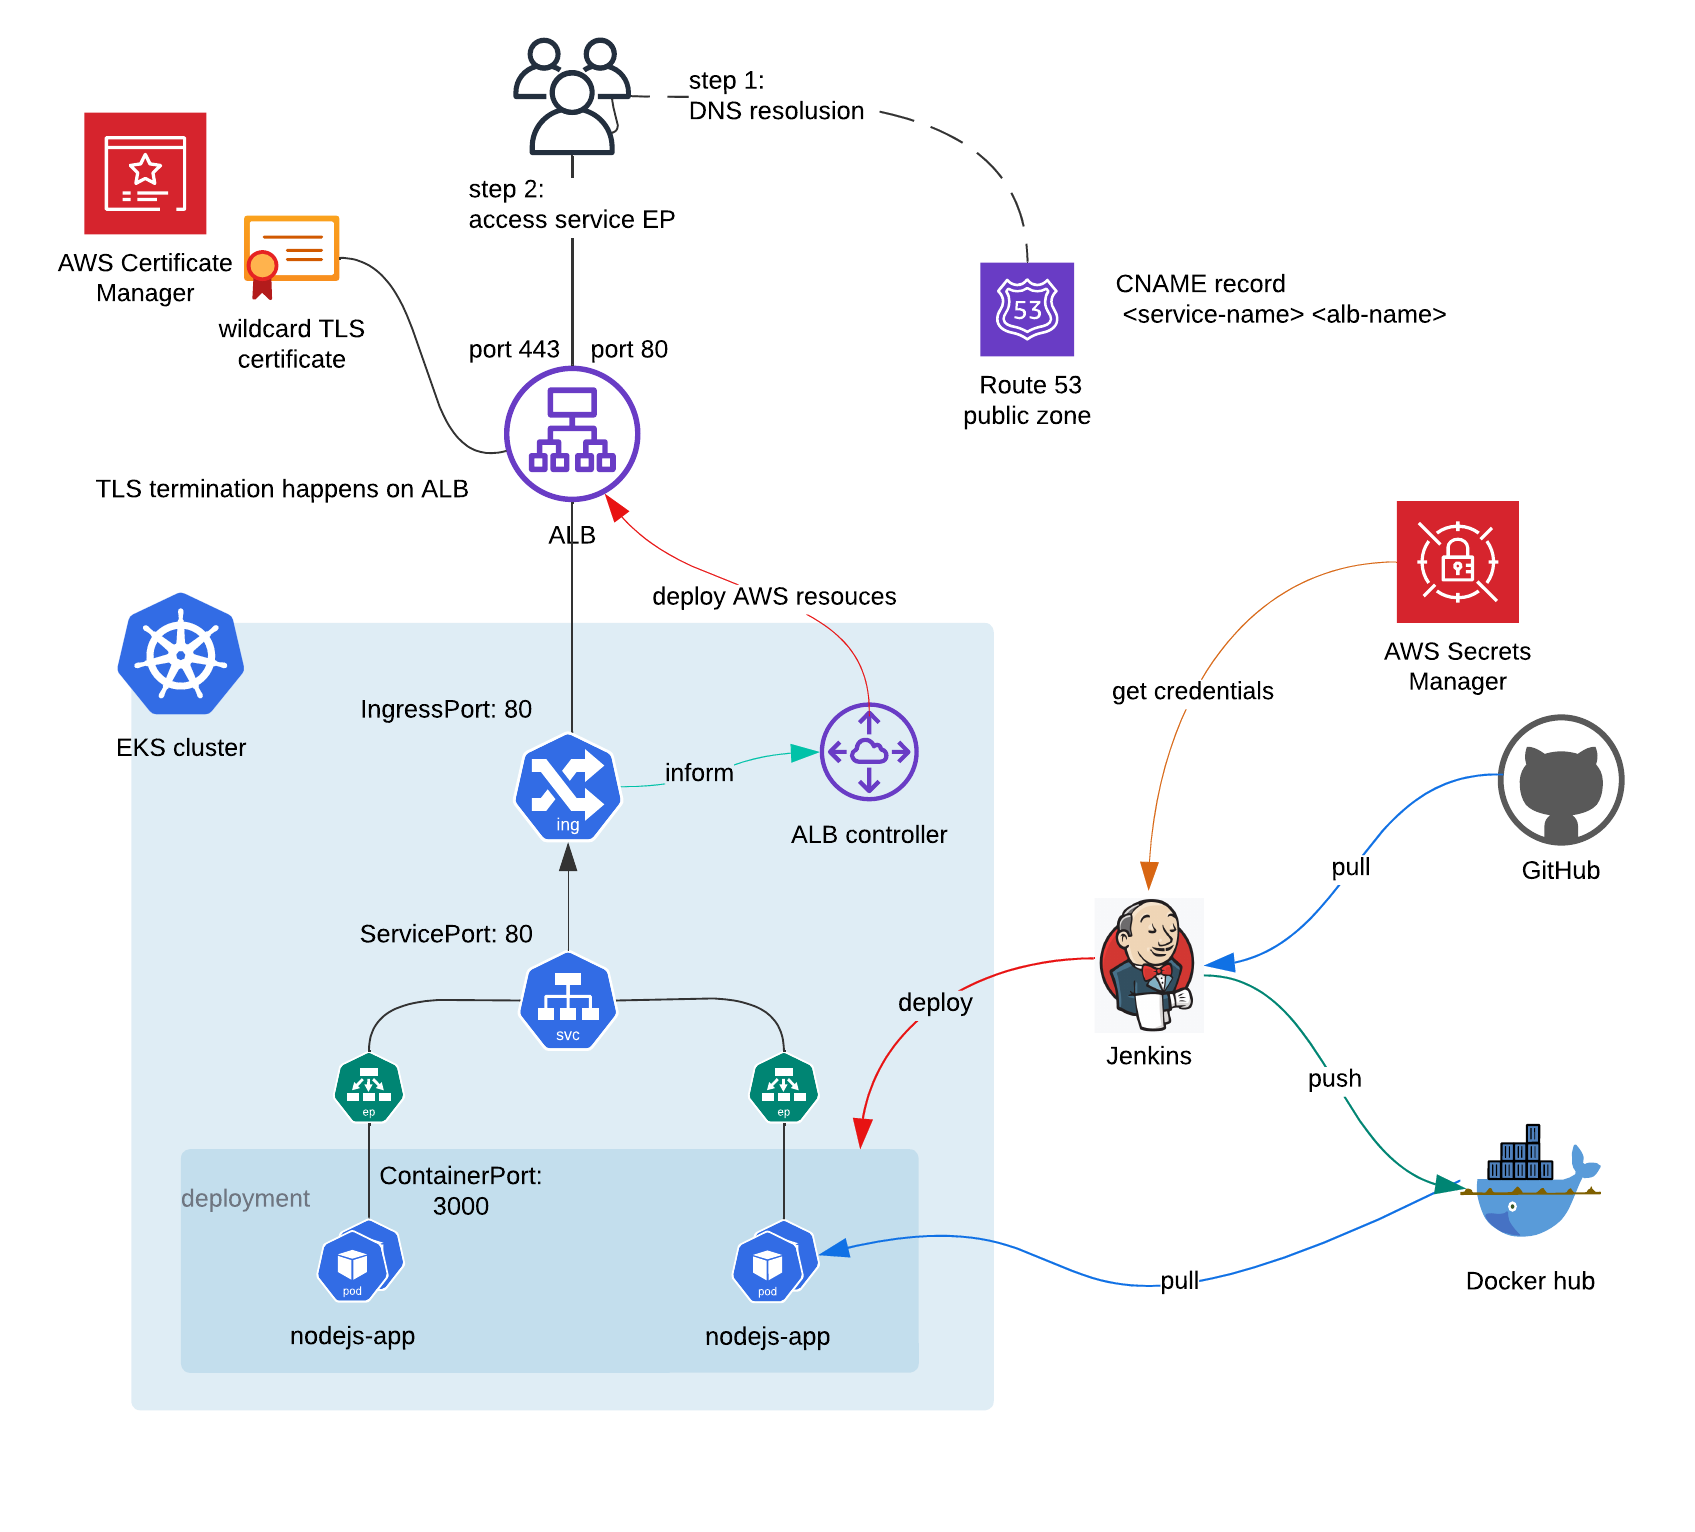 step 1:
DNS resolusion
step 2:
access service EP
AWS Certificate
Manager
wildcard TLS
certificate
CNAME record
<service-name> <alb-name>
53
Route 53
public zone
port 443
port 80
TLS termination happens on ALB
ALB
deploy AWS resouces
AWS Secrets
Manager
get credentials
EKS cluster
IngressPort: 80
inform
ing
ALB controller
pull
GitHub
ServicePort: 80
svc
deploy
Jenkins
push
ep
ep
deployment
ContainerPort:
3000
pod
pod
nodejs-app
nodejs-app
pull
Docker hub